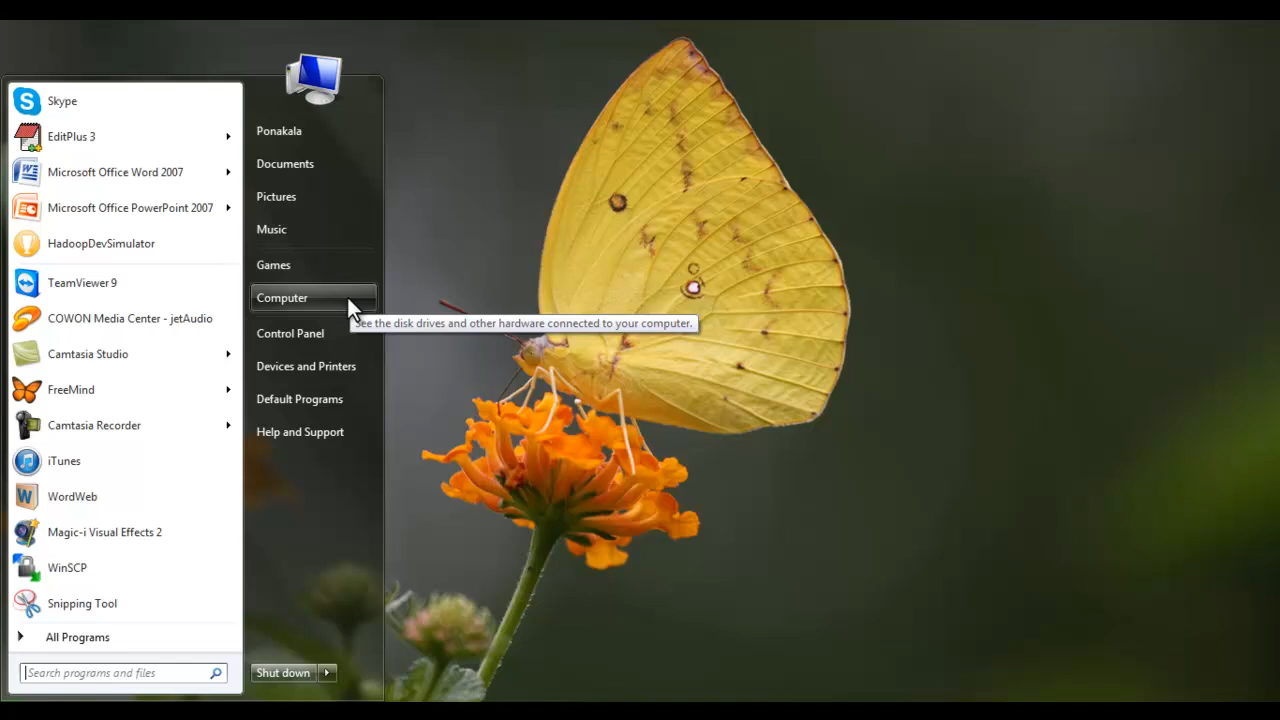 Skype
EditPlus 3
Microsoft Office Word 2007
Microsoft Office PowerPoint 2007
HadoopDevSimulator
TeamViewer 9
COWON Media Center - jetAudio
Camtasia Studio
FreeMind
Camtasia Recorder
iTunes
WordWeb
Magic-i Visual Effects 2
WinSCP
Snipping Tool
All Programs
Search programs and files
Ponakala
Documents
Pictures
Music
Games
Computer
See the disk drives and other hardware connected to your computer.
Control Panel
Devices and Printers
Default Programs
Help and Support
Shut down